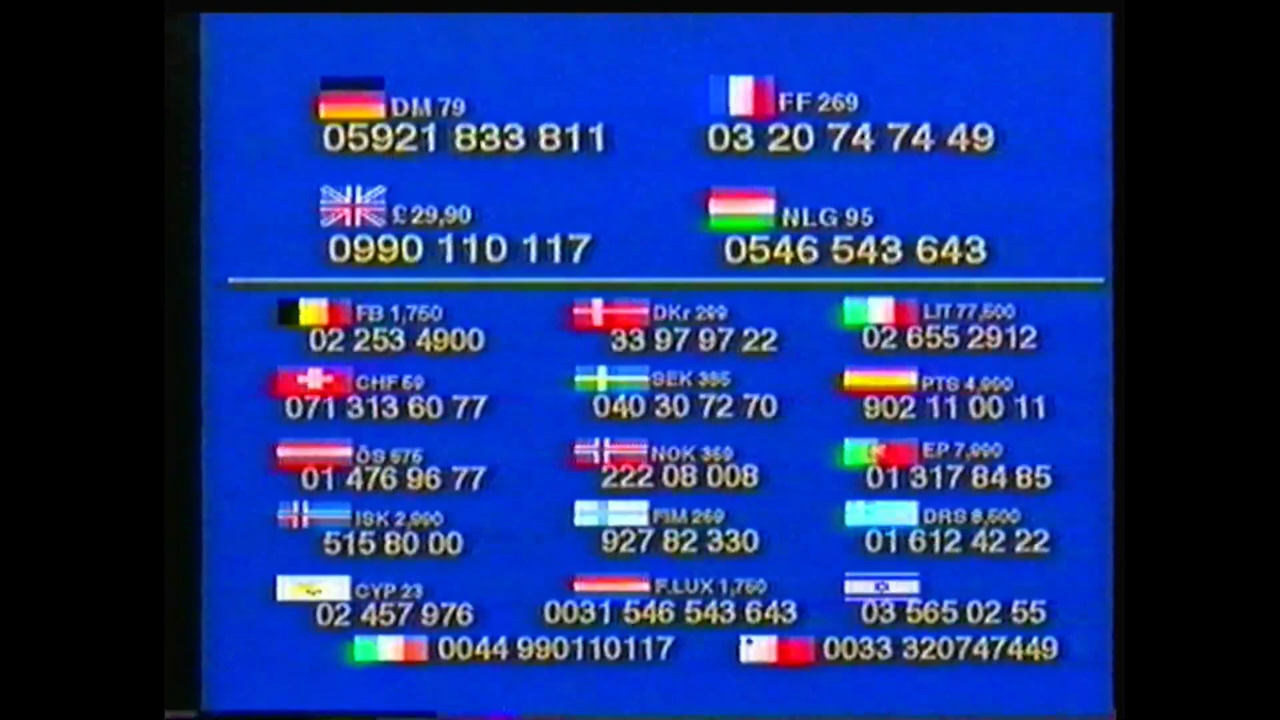 DM 79
05921 833 811
FF 269
03 20 74 74 49
£ 29,90
0990 110 117
NLG 95
0546 543 643
FB 1,750
02 253 4900
DKr 299
33 97 97 22
LIT 77,500
02 655 2912
CHF 59
071 313 60 77
SEK 385
040 30 72 70
PTS 4,990
902 11 00 11
ÖS 575
01 476 96 77
NOK 359
222 08 008
EP 7,990
01 317 84 85
ISK 2,990
515 80 00
FIM 269
927 82 330
DRS 8,500
01 612 42 22
CYP 23
02 457 976
F.LUX 1,750
0031 546 543 643
03 565 02 55
0044 990110117
0033 320747449